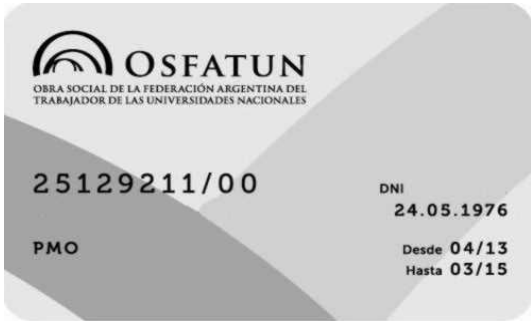 OSFATUN
OBRA SOCIAL DE LA FEDERACIÓN ARGENTINA DEL
TRABAJADOR DE LAS UNIVERSIDADES NACIONALES
25129211/00
DNI
24.05.1976
PMO
Desde 04/13
Hasta 03/15